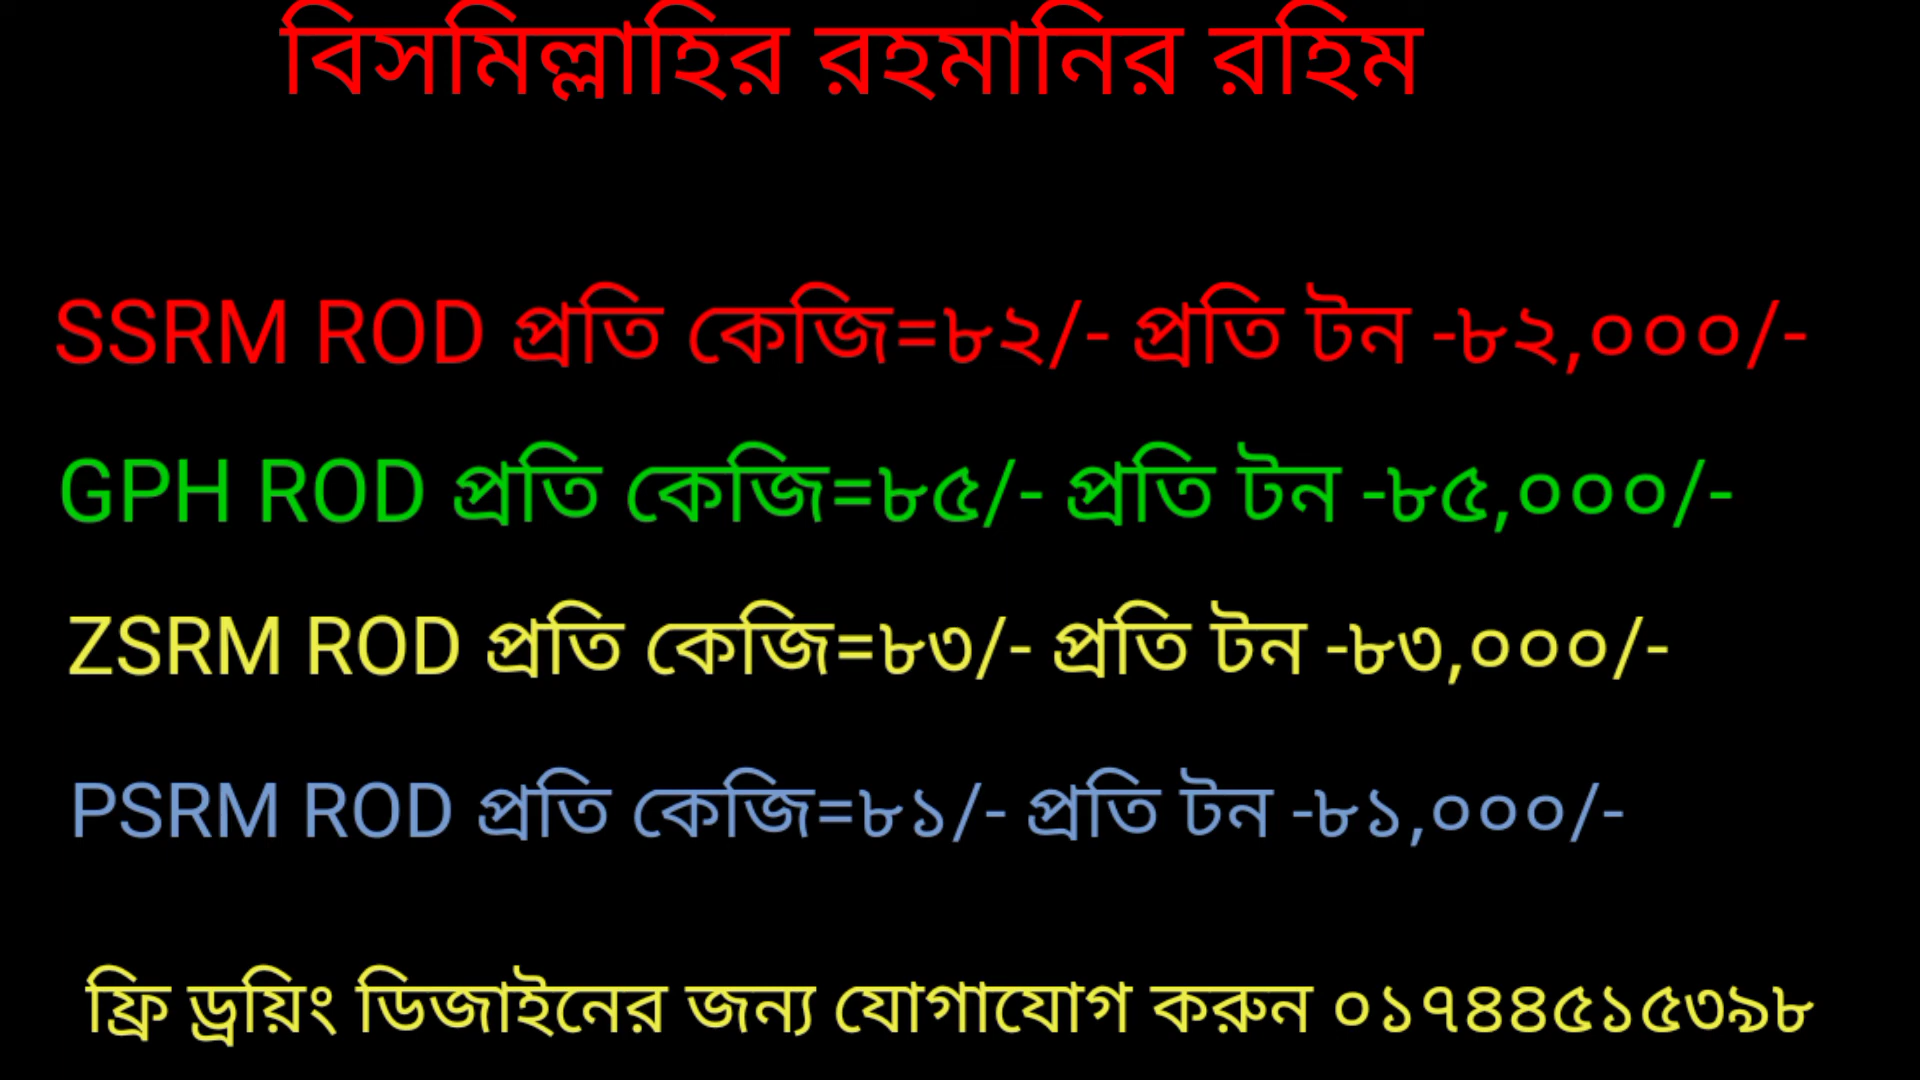 বিসমিল্লাহির রহমানির রহিম
SSRM ROD প্রতি কেজি=৮২/- প্রতি টন -৮২,০০০/-
GPH ROD প্রতি কেজি=৮৫/- প্রতি টন -৮৫,০০০/-
ZSRM ROD প্রতি কেজি=৮৩/- প্রতি টন -৮৩,০০০/-
PSRM ROD প্রতি কেজি=৮১/- প্রতি টন -৮১,০০০/-
ফ্রি ড্রয়িং ডিজাইনের জন্য যোগাযোগ করুন ০১৭৪৪৫১৫৩৯৮